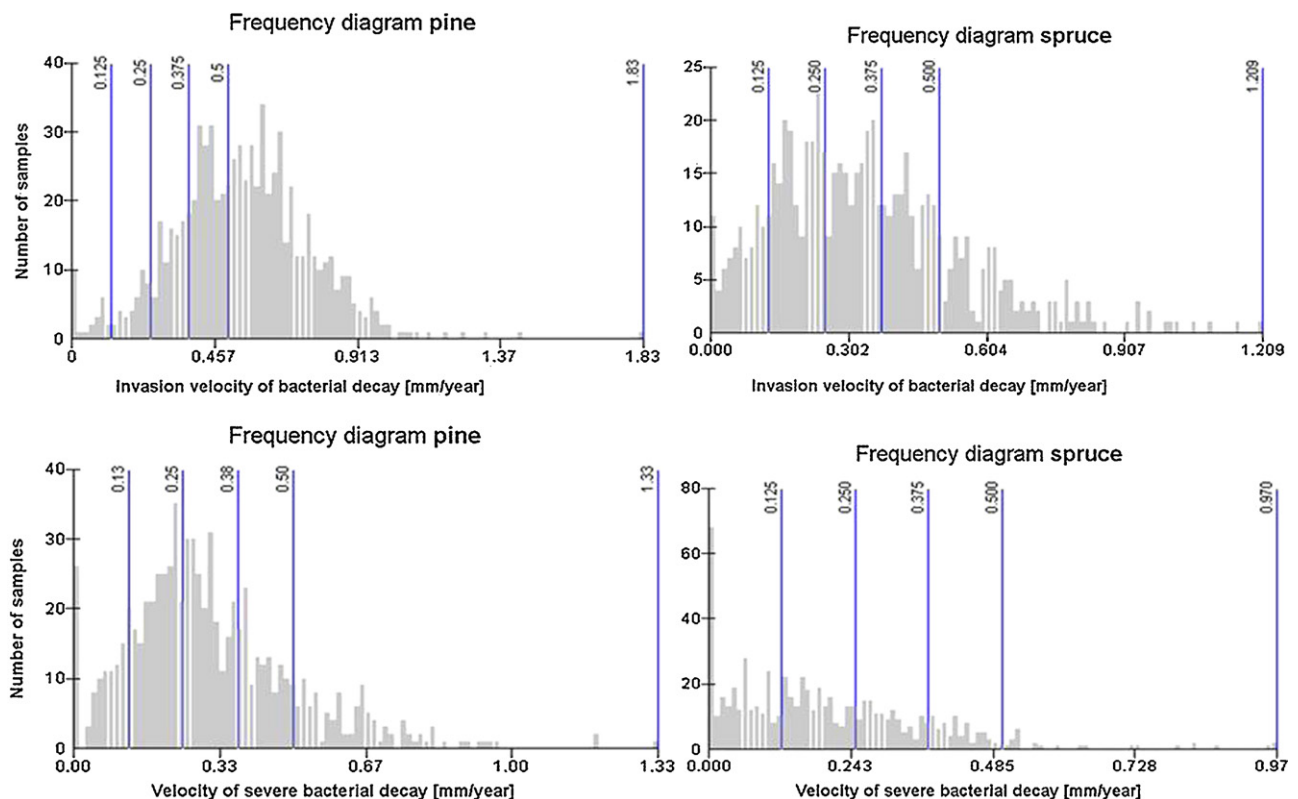 Frequency diagram pine
0.125 0.25 0.375 0.5 1.83
40
30
20
10
0
Number of samples
0 0.457 0.913 1.37 1.83
Invasion velocity of bacterial decay [mm/year]
Frequency diagram spruce
0.125 0.250 0.375 0.500 1.209
25
20
15
10
5
0
0.000 0.302 0.604 0.907 1.209
Invasion velocity of bacterial decay [mm/year]
Frequency diagram pine
0.13 0.25 0.38 0.50 1.33
40
30
20
10
0
Number of samples
0.00 0.33 0.67 1.00 1.33
Velocity of severe bacterial decay [mm/year]
Frequency diagram spruce
0.125 0.250 0.375 0.500 0.970
80
60
40
20
0
0.000 0.243 0.485 0.728 0.97
Velocity of severe bacterial decay [mm/year]